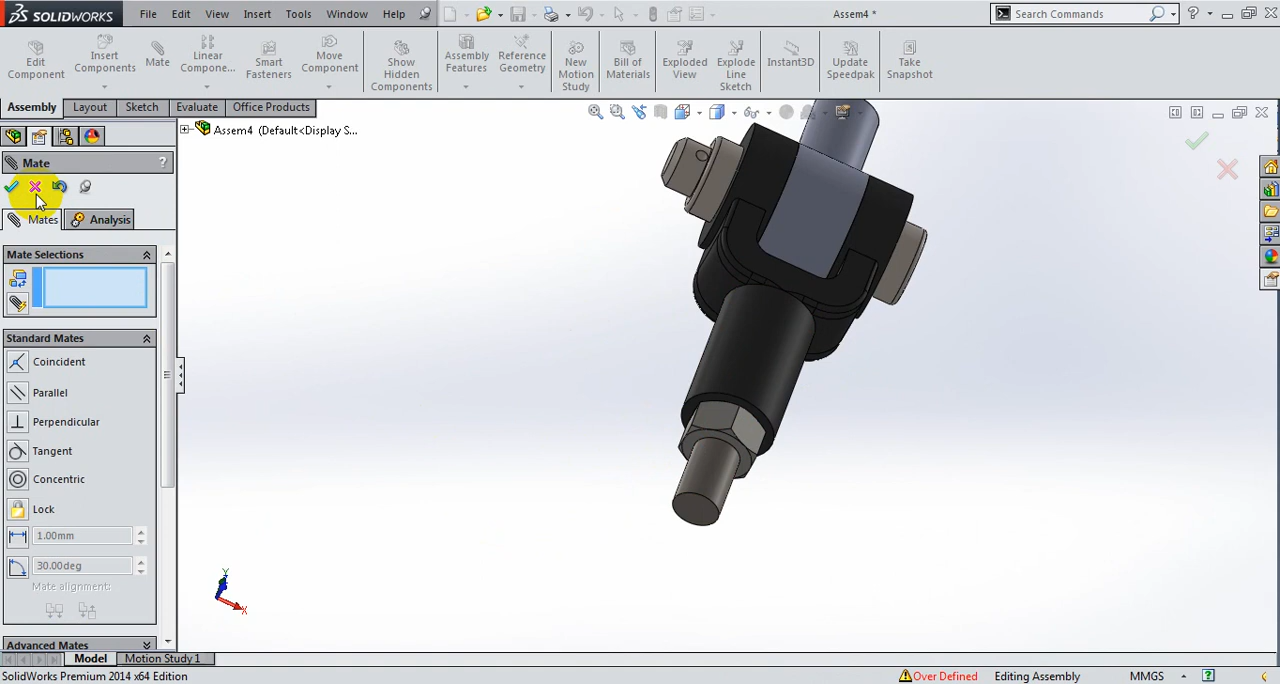 SOLIDWORKS File Edit View Insert Tools Window Help Assem4 * Search Commands ?
Edit Component
Insert Components
Mate
Linear Compone...
Smart Fasteners
Move Component
Show Hidden Components
Assembly Features
Reference Geometry
New Motion Study
Bill of Materials
Exploded View
Explode Line Sketch
Instant3D
Update Speedpak
Take Snapshot
Assembly Layout Sketch Evaluate Office Products
Assem4 (Default<Display S...
Mate ?
Mates Analysis
Mate Selections
Standard Mates
Coincident
Parallel
Perpendicular
Tangent
Concentric
Lock
1.00mm
30.00deg
Mate alignment:
Advanced Mates
Y
X
Model Motion Study 1
SolidWorks Premium 2014 x64 Edition Over Defined Editing Assembly MMGS ?